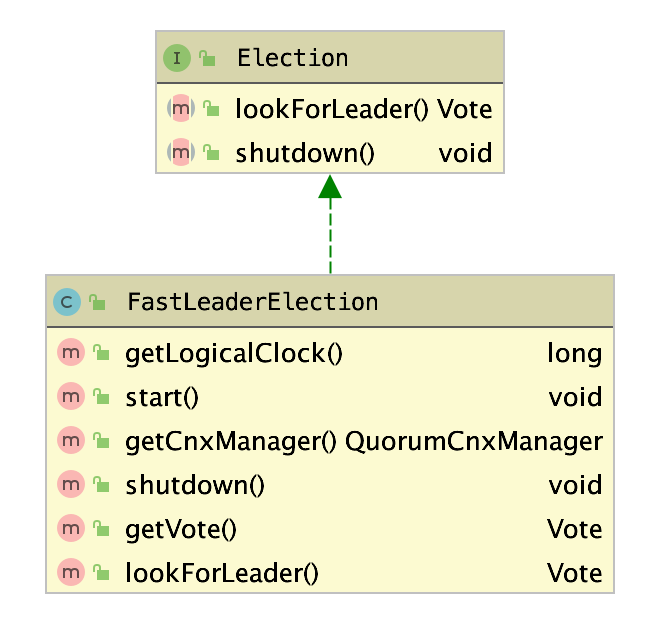 I Election
m lookForLeader() Vote
m shutdown() void
C FastLeaderElection
m getLogicalClock() long
m start() void
m getCnxManager() QuorumCnxManager
m shutdown() void
m getVote() Vote
m lookForLeader() Vote